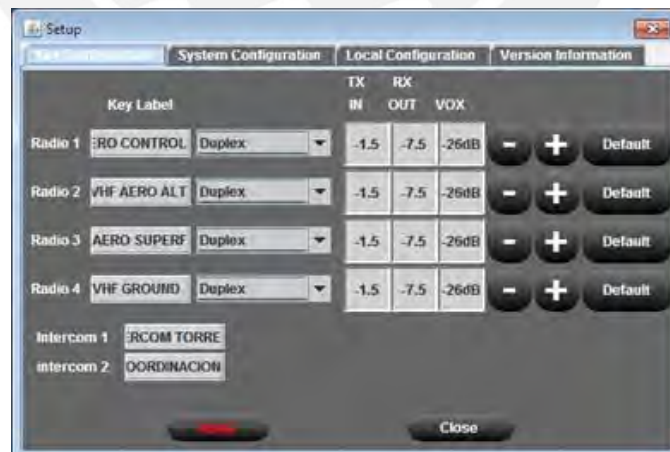 Setup
System Configuration Local Configuration Version Information
TX RX
Key Label IN OUT VOX
Radio 1 ERO CONTROL Duplex -1.5 -7.5 -26dB - + Default
Radio 2 VHF AERO ALT Duplex -1.5 -7.5 -26dB - + Default
Radio 3 AERO SUPERF Duplex -1.5 -7.5 -26dB - + Default
Radio 4 VHF GROUND Duplex -1.5 -7.5 -26dB - + Default
Intercom 1 ERCOM TORRE
intercom 2 OORDINACION
Close